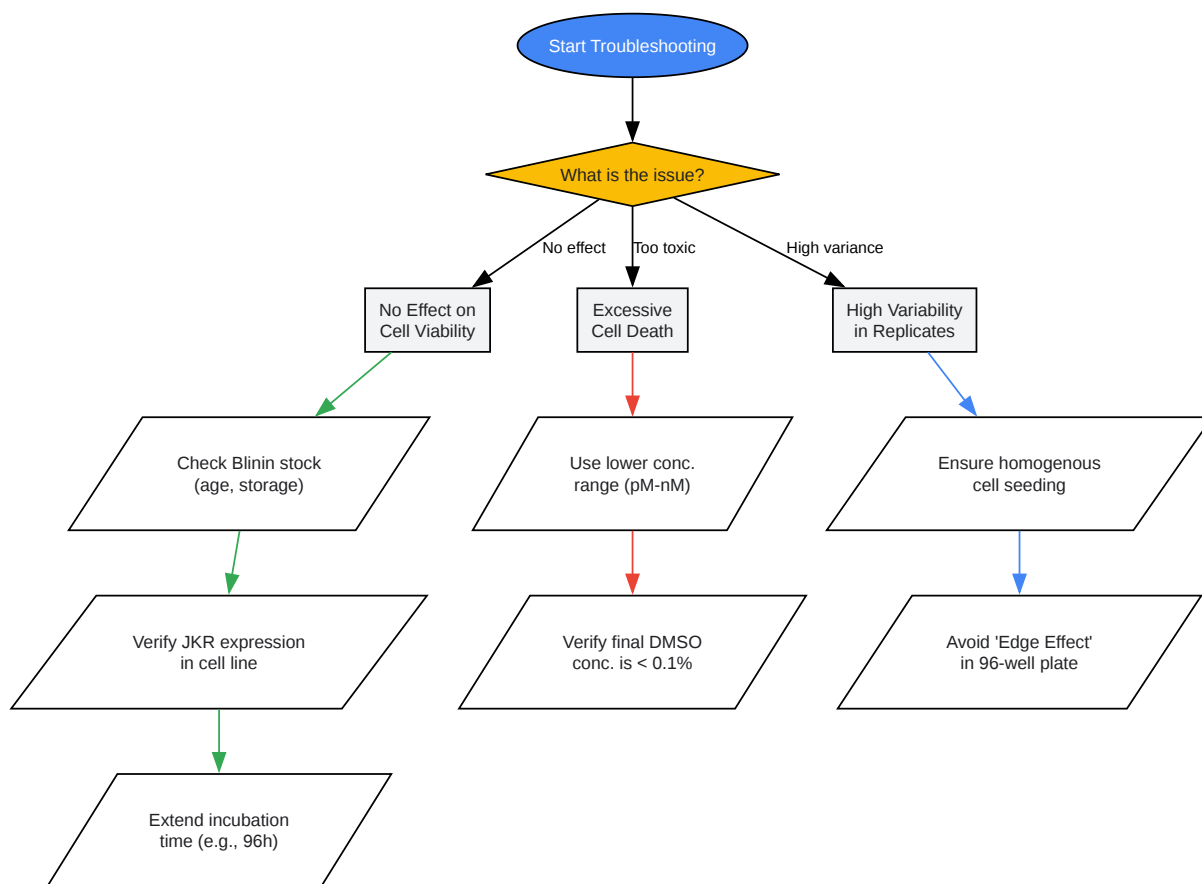 Start Troubleshooting
What is the issue?
No effect
Too toxic
High variance
No Effect on
Cell Viability
Excessive
Cell Death
High Variability
in Replicates
Check Blinin stock
(age, storage)
Use lower conc.
range (pM-nM)
Ensure homogenous
cell seeding
Verify JKR expression
in cell line
Verify final DMSO
conc. is < 0.1%
Avoid 'Edge Effect'
in 96-well plate
Extend incubation
time (e.g., 96h)